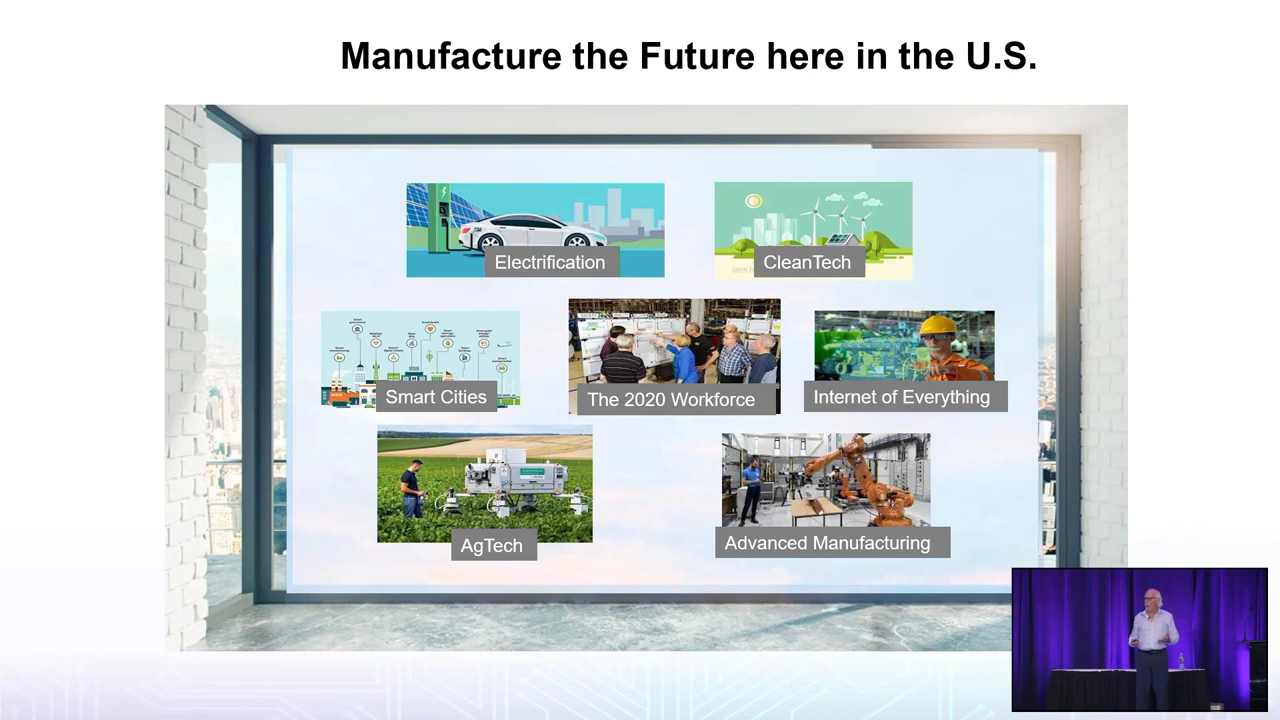 Manufacture the Future here in the U.S.
Electrification
CleanTech
Smart Cities
The 2020 Workforce
Internet of Everything
AgTech
Advanced Manufacturing